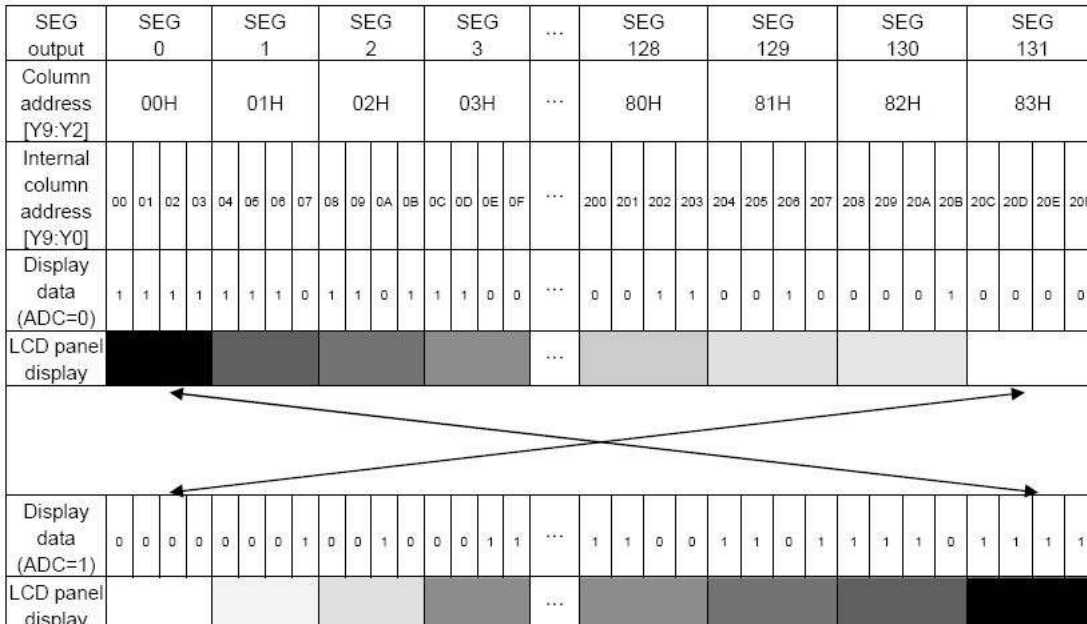 SEG output SEG 0 SEG 1 SEG 2 SEG 3 ... SEG 128 SEG 129 SEG 130 SEG 131
Column address [Y9:Y2] 00H 01H 02H 03H ... 80H 81H 82H 83H
Internal column address [Y9:Y0] 00 01 02 03 04 05 06 07 08 09 0A 0B 0C 0D 0E 0F ... 200 201 202 203 204 205 206 207 208 209 20A 20B 20C 20D 20E
Display data (ADC=0) 1 1 1 1 1 1 1 0 1 1 0 1 1 1 0 0 ... 0 0 1 1 0 0 1 0 0 0 0 1 0 0 0 0
LCD panel display ...
Display data (ADC=1) 0 0 0 0 0 0 0 1 0 0 1 0 0 0 1 1 ... 1 1 0 0 1 1 0 1 1 1 1 0 1 1 1 1
LCD panel display ...